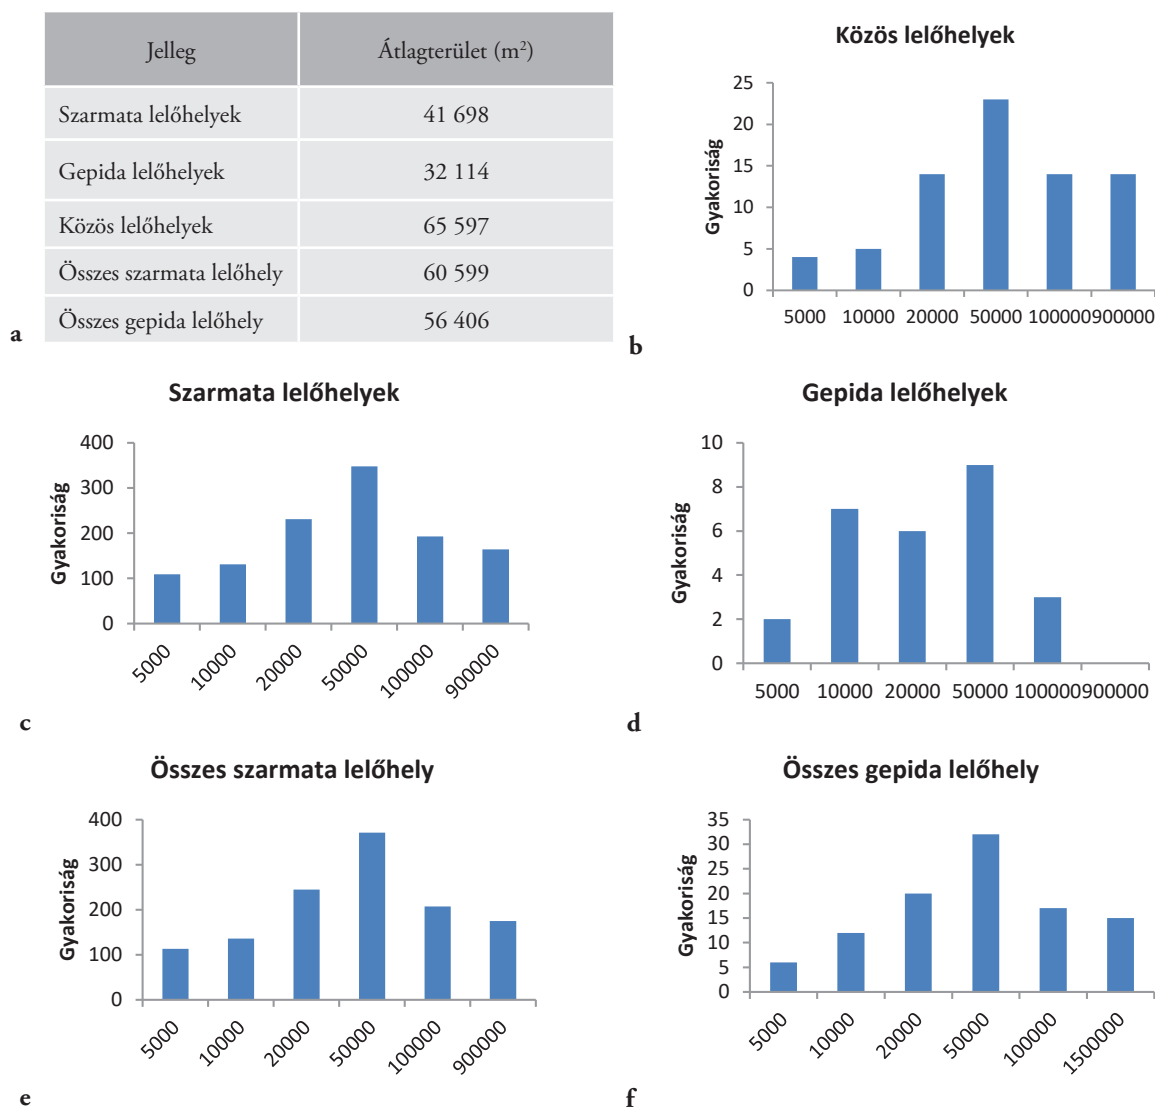 Jelleg Átlagterület (m²)
Szarmata lelőhelyek 41 698
Gepida lelőhelyek 32 114
Közös lelőhelyek 65 597
Összes szarmata lelőhely 60 599
Összes gepida lelőhely 56 406
a
Közös lelőhelyek
Gyakoriság
25
20
15
10
5
0
5000 10000 20000 50000 100000 900000
b
Szarmata lelőhelyek
Gyakoriság
400
300
200
100
0
5000 10000 20000 50000 100000 900000
c
Gepida lelőhelyek
Gyakoriság
10
8
6
4
2
0
5000 10000 20000 50000 100000 900000
d
Összes szarmata lelőhely
Gyakoriság
400
300
200
100
0
5000 10000 20000 50000 100000 900000
e
Összes gepida lelőhely
Gyakoriság
35
30
25
20
15
10
5
0
5000 10000 20000 50000 100000 1500000
f